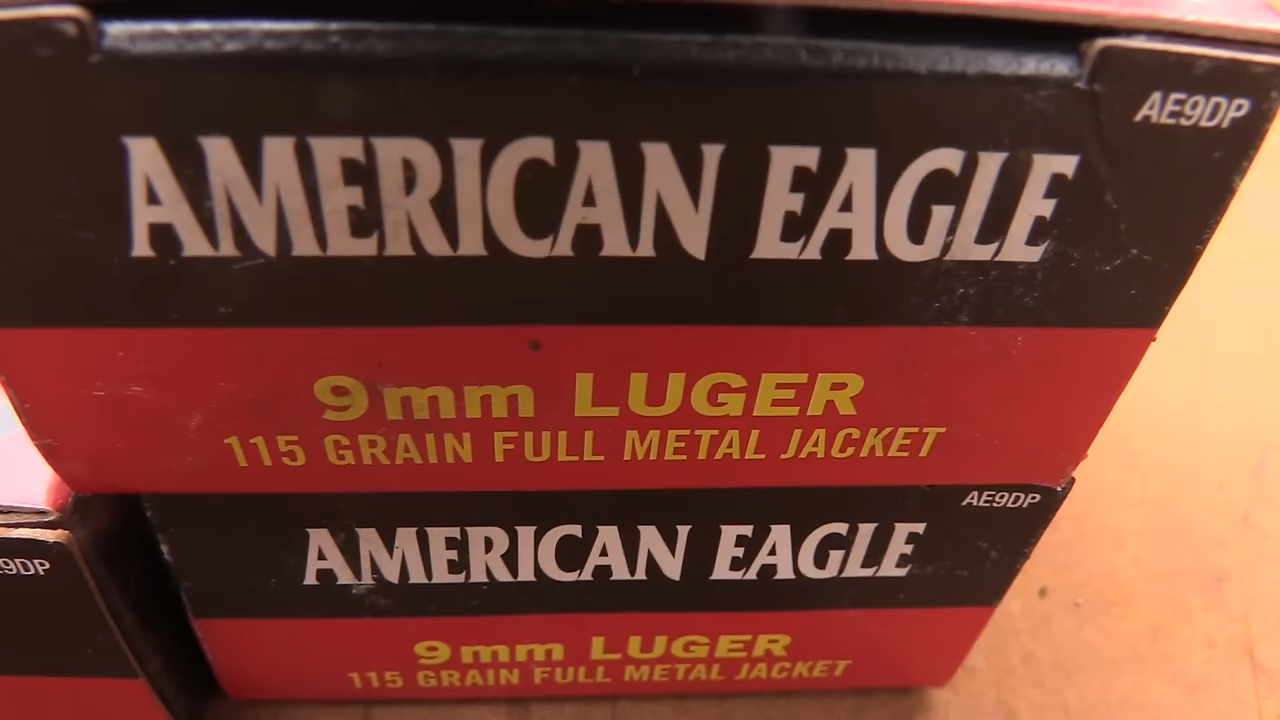 AE9DP
AMERICAN EAGLE
9mm LUGER
115 GRAIN FULL METAL JACKET
AE9DP
AMERICAN EAGLE
9mm LUGER
115 GRAIN FULL METAL JACKET
9DP